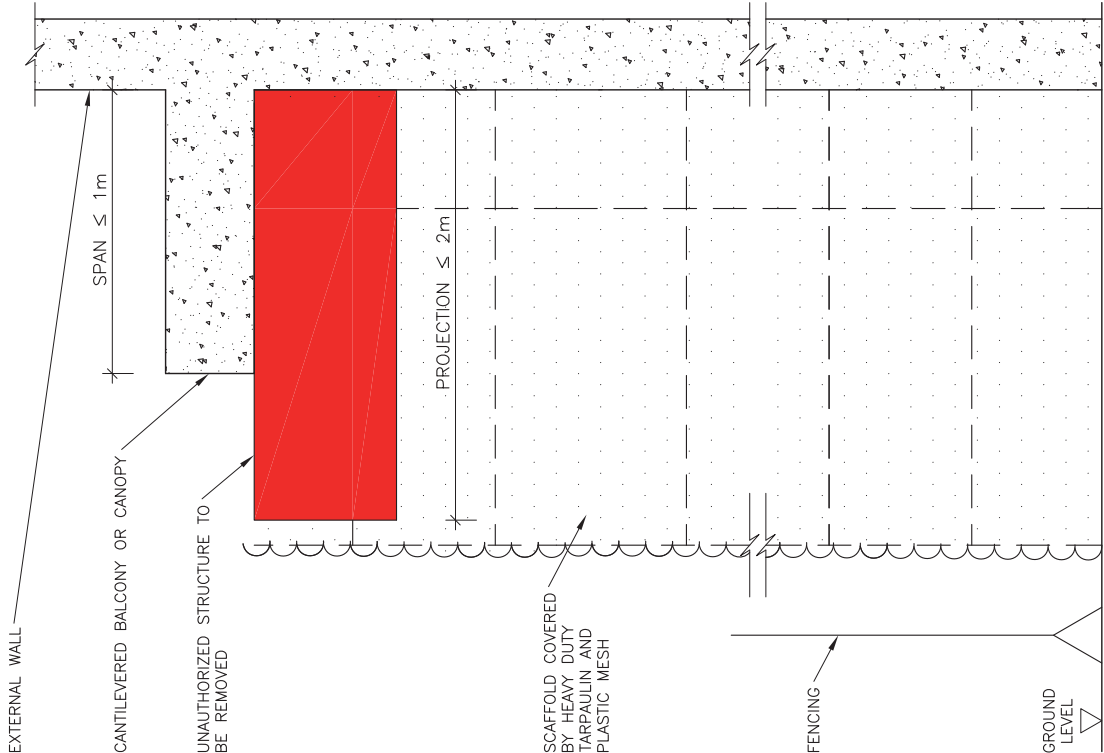 EXTERNAL WALL
SPAN ≤ 1m
CANTILEVERED BALCONY OR CANOPY
UNAUTHORIZED STRUCTURE TO
BE REMOVED
PROJECTION ≤ 2m
SCAFFOLD COVERED
BY HEAVY DUTY
TARPAULIN AND
PLASTIC MESH
FENCING
GROUND
LEVEL